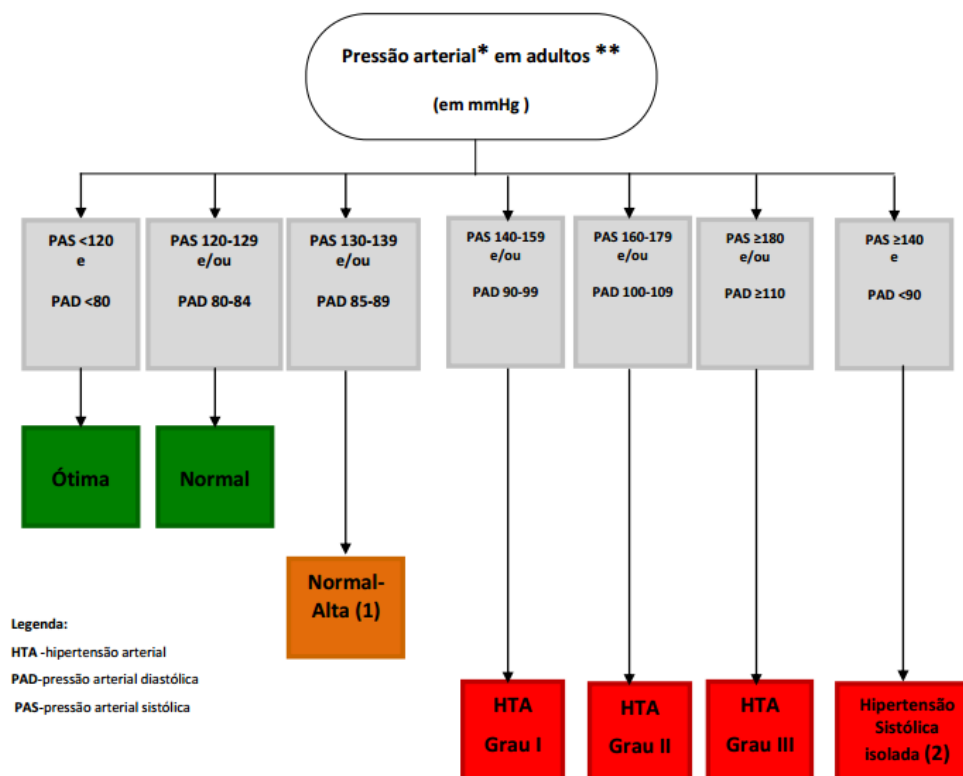 Pressão arterial* em adultos **
(em mmHg )
PAS <120
e
PAD <80
PAS 120-129
e/ou
PAD 80-84
PAS 130-139
e/ou
PAD 85-89
PAS 140-159
e/ou
PAD 90-99
PAS 160-179
e/ou
PAD 100-109
PAS ≥180
e/ou
PAD ≥110
PAS ≥140
e
PAD <90
Ótima
Normal
Normal-
Alta (1)
Legenda:
HTA -hipertensão arterial
PAD-pressão arterial diastólica
PAS-pressão arterial sistólica
HTA
Grau I
HTA
Grau II
HTA
Grau III
Hipertensão
Sistólica
isolada (2)